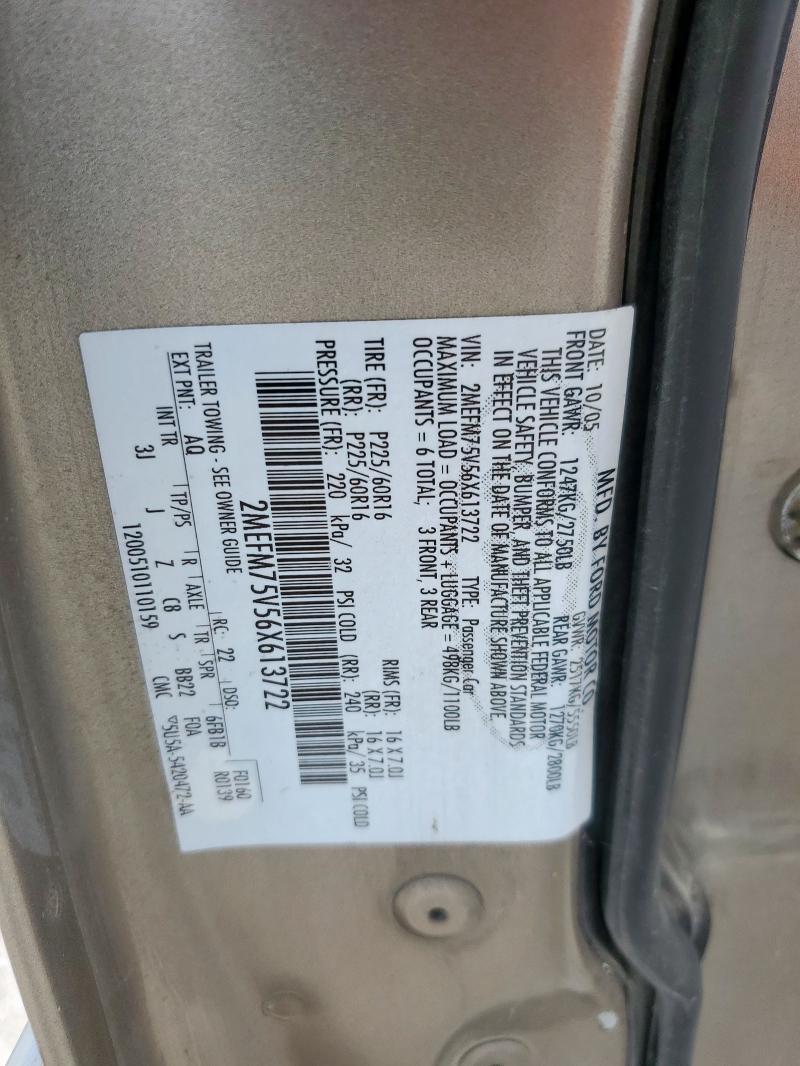 MFD. BY FORD MOTOR CO
DATE: 10/05 GVWR: 2517KG/5550LB
FRONT GAWR: 1247KG/2750LB REAR GAWR: 1270KG/2800LB
THIS VEHICLE CONFORMS TO ALL APPLICABLE FEDERAL MOTOR
VEHICLE SAFETY, BUMPER, AND THEFT PREVENTION STANDARDS
IN EFFECT ON THE DATE OF MANUFACTURE SHOWN ABOVE.
VIN: 2MEFM75V56X613722 TYPE: Passenger Car
MAXIMUM LOAD = OCCUPANTS + LUGGAGE = 498KG/1100LB
OCCUPANTS = 6 TOTAL, 3 FRONT, 3 REAR
TIRE (FR): P225/60R16 RIMS (FR): 16 X 7.0J
(RR): P225/60R16 (RR): 16 X 7.0J
PRESSURE (FR): 220 kPa/ 32 PSI COLD (RR): 240 kPa/ 35 PSI COLD
2MEFM75V56X613722
F0160
TRAILER TOWING - SEE OWNER GUIDE RC: 22 DSO: R0139
EXT PNT: AQ 6FB1B
INT TR TP/PS R AXLE TR SPR
3J J Z C8 S BB22 FOA
1200510110159 CMC 5U5A-5420472-AA